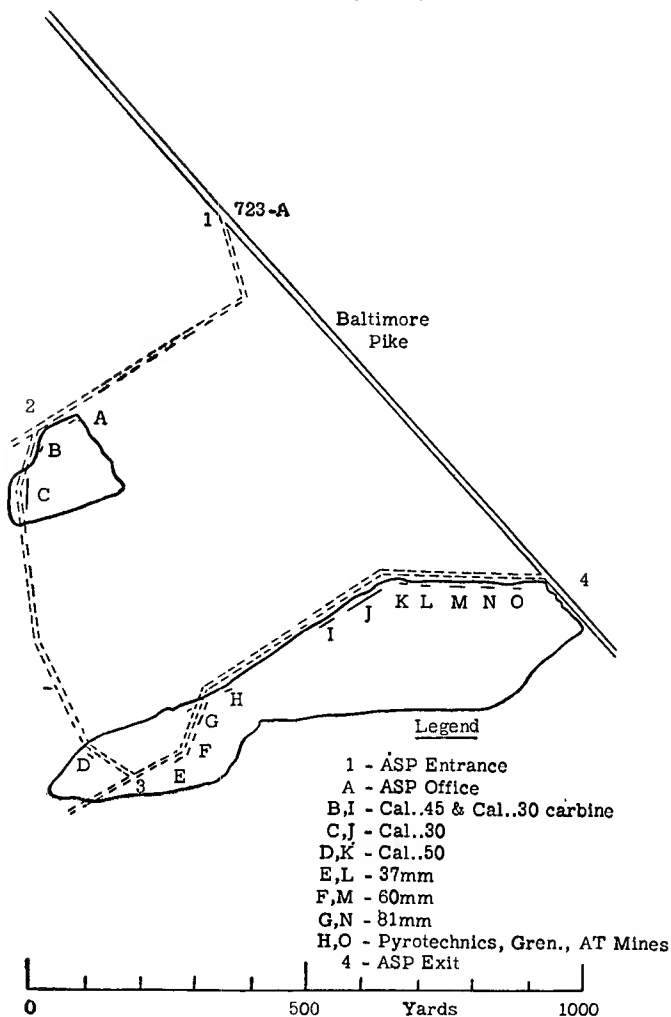 723-A
1
Baltimore
Pike
2
A
B
C
4
K L M N O
J
I
H
G
F
D
E
3
Legend
1 - ASP Entrance
A - ASP Office
B,I - Cal..45 & Cal..30 carbine
C,J - Cal..30
D,K - Cal..50
E,L - 37mm
F,M - 60mm
G,N - 81mm
H,O - Pyrotechnics, Gren., AT Mines
4 - ASP Exit
0 500 Yards 1000